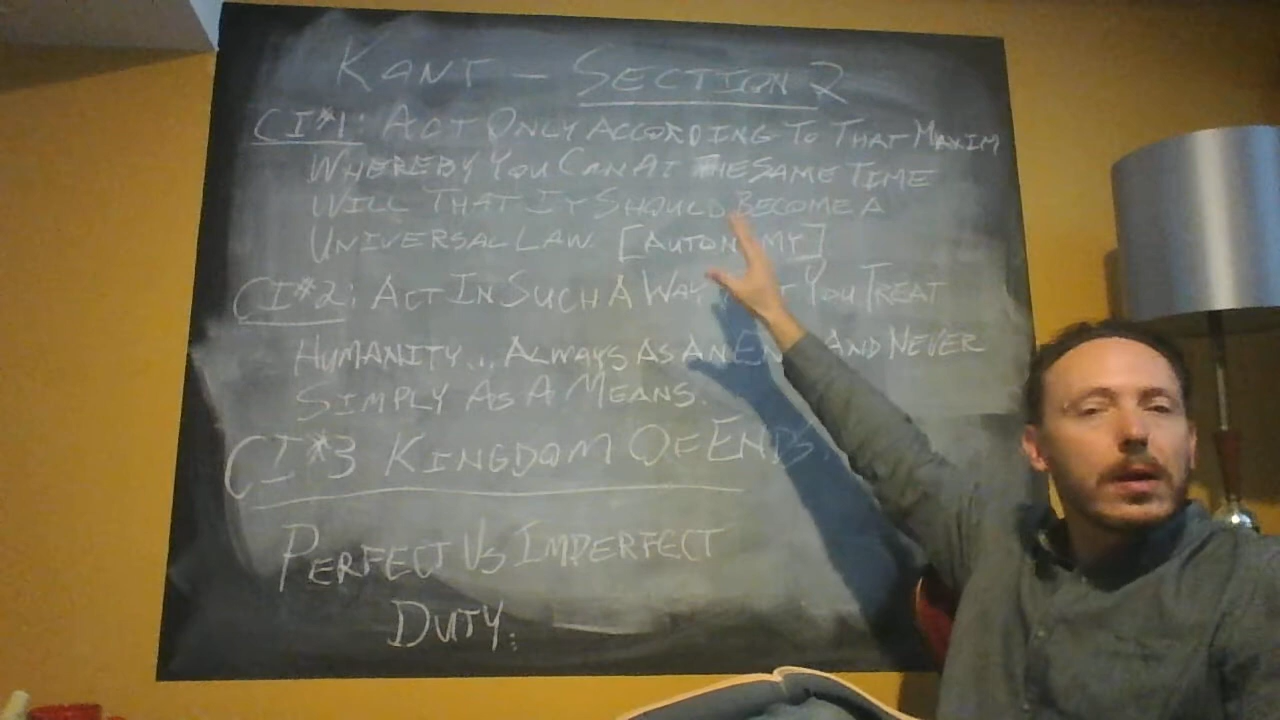 KANT — SECTION 2
CI#1: ACT ONLY ACCORDING TO THAT MAXIM
WHEREBY YOU CAN AT THE SAME TIME
WILL THAT IT SHOULD BECOME A
UNIVERSAL LAW. [AUTONOMY]
CI#2: ACT IN SUCH A WAY YOU TREAT
HUMANITY... ALWAYS AS AN END AND NEVER
SIMPLY AS A MEANS.
CI#3 KINGDOM OF ENDS.
PERFECT VS IMPERFECT
DUTY: